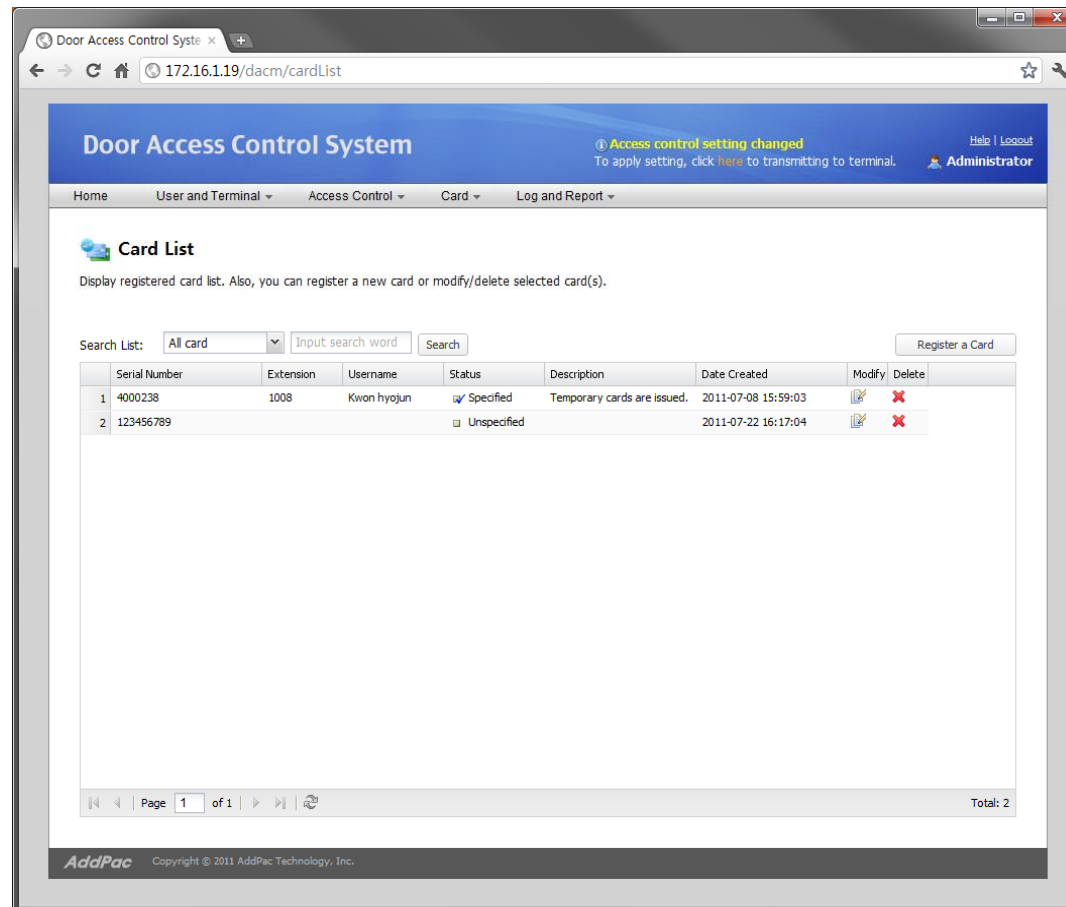 Door Access Control Syste
172.16.1.19/dacm/cardList
Door Access Control System
Access control setting changed
To apply setting, click here to transmitting to terminal.
Help | Logout
Administrator
Home User and Terminal Access Control Card Log and Report
Card List
Display registered card list. Also, you can register a new card or modify/delete selected card(s).
Search List: All card Input search word Search Register a Card
Serial Number Extension Username Status Description Date Created Modify Delete
1 4000238 1008 Kwon hyojun Specified Temporary cards are issued. 2011-07-08 15:59:03
2 123456789 Unspecified 2011-07-22 16:17:04
Page 1 of 1 Total: 2
AddPac Copyright © 2011 AddPac Technology, Inc.